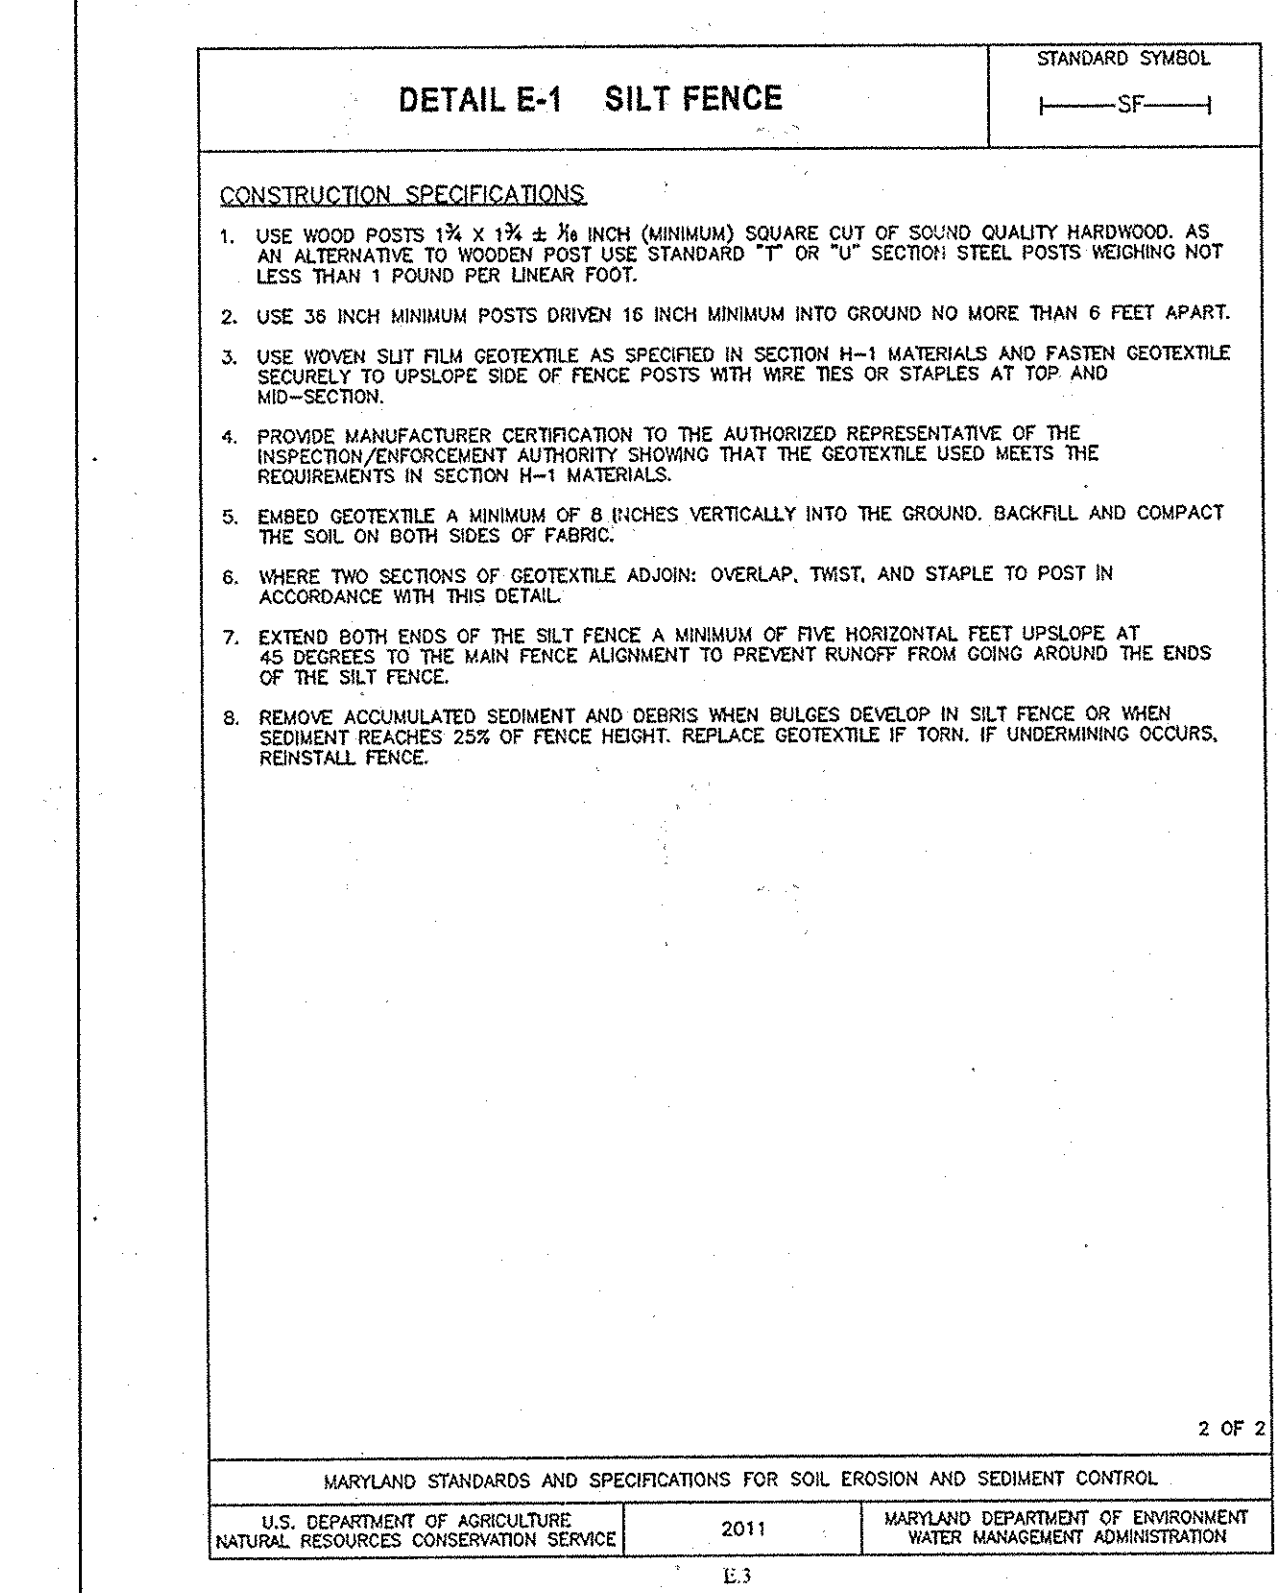 STANDARD SYMBOL
DETAIL E-1 SILT FENCE
SF
CONSTRUCTION SPECIFICATIONS
1. USE WOOD POSTS 1¾ X 1¾ ± 1⁄16 INCH (MINIMUM) SQUARE CUT OF SOUND QUALITY HARDWOOD. AS
AN ALTERNATIVE TO WOODEN POST USE STANDARD "T" OR "U" SECTION STEEL POSTS WEIGHING NOT
LESS THAN 1 POUND PER LINEAR FOOT.
2. USE 36 INCH MINIMUM POSTS DRIVEN 16 INCH MINIMUM INTO GROUND NO MORE THAN 6 FEET APART.
3. USE WOVEN SLIT FILM GEOTEXTILE AS SPECIFIED IN SECTION H-1 MATERIALS AND FASTEN GEOTEXTILE
SECURELY TO UPSLOPE SIDE OF FENCE POSTS WITH WIRE TIES OR STAPLES AT TOP AND
MID-SECTION.
4. PROVIDE MANUFACTURER CERTIFICATION TO THE AUTHORIZED REPRESENTATIVE OF THE
INSPECTION/ENFORCEMENT AUTHORITY SHOWING THAT THE GEOTEXTILE USED MEETS THE
REQUIREMENTS IN SECTION H-1 MATERIALS.
5. EMBED GEOTEXTILE A MINIMUM OF 8 INCHES VERTICALLY INTO THE GROUND. BACKFILL AND COMPACT
THE SOIL ON BOTH SIDES OF FABRIC.
6. WHERE TWO SECTIONS OF GEOTEXTILE ADJOIN: OVERLAP, TWIST, AND STAPLE TO POST IN
ACCORDANCE WITH THIS DETAIL.
7. EXTEND BOTH ENDS OF THE SILT FENCE A MINIMUM OF FIVE HORIZONTAL FEET UPSLOPE AT
45 DEGREES TO THE MAIN FENCE ALIGNMENT TO PREVENT RUNOFF FROM GOING AROUND THE ENDS
OF THE SILT FENCE.
8. REMOVE ACCUMULATED SEDIMENT AND DEBRIS WHEN BULGES DEVELOP IN SILT FENCE OR WHEN
SEDIMENT REACHES 25% OF FENCE HEIGHT. REPLACE GEOTEXTILE IF TORN. IF UNDERMINING OCCURS,
REINSTALL FENCE.
2 OF 2
MARYLAND STANDARDS AND SPECIFICATIONS FOR SOIL EROSION AND SEDIMENT CONTROL
U.S. DEPARTMENT OF AGRICULTURE
NATURAL RESOURCES CONSERVATION SERVICE
2011
MARYLAND DEPARTMENT OF ENVIRONMENT
WATER MANAGEMENT ADMINISTRATION
E.3